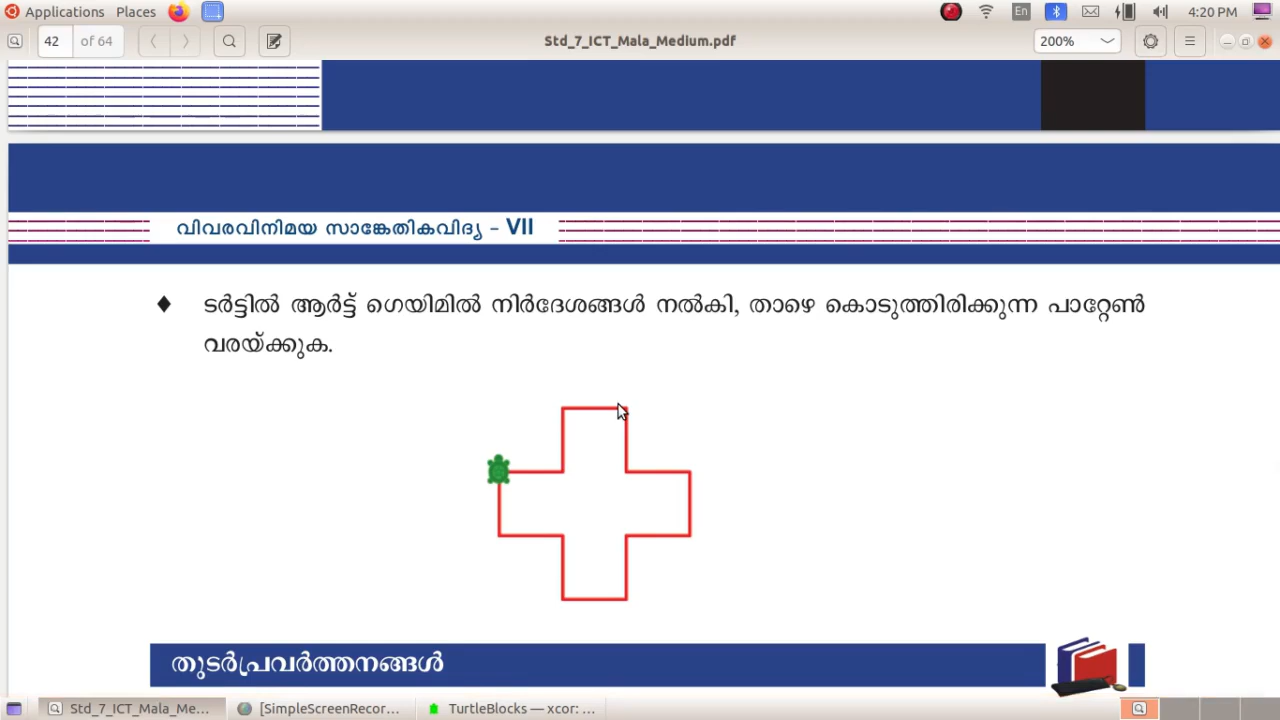 Applications Places En 4:20 PM
42 of 64 Std_7_ICT_Mala_Medium.pdf 200%
വിവരവിനിമയ സാങ്കേതികവിദ്യ – VII
♦ ടർട്ടിൽ ആർട്ട് ഗെയിമിൽ നിർദേശങ്ങൾ നൽകി, താഴെ കൊടുത്തിരിക്കുന്ന പാറ്റേൺ
വരയ്ക്കുക.
തുടർപ്രവർത്തനങ്ങൾ
Std_7_ICT_Mala_Me... [SimpleScreenRecor... TurtleBlocks — xcor: ...